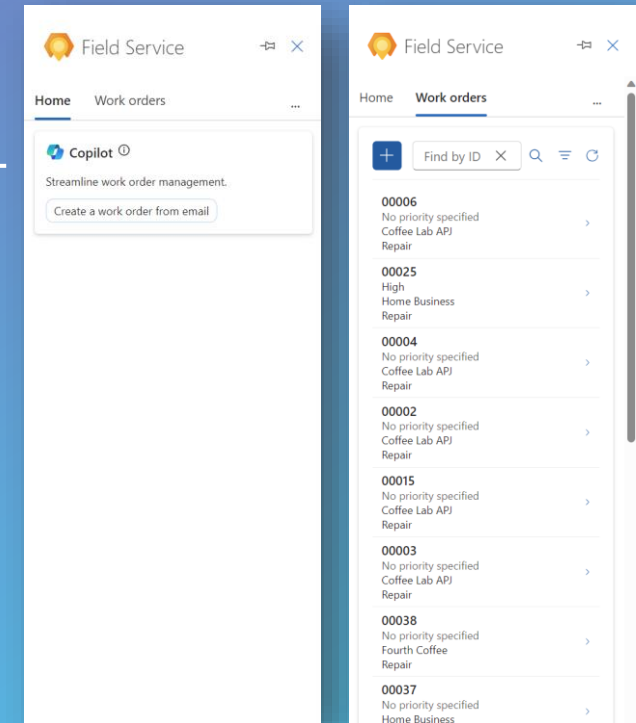 Field Service
Home Work orders ...
Copilot
Streamline work order management.
Create a work order from email
Field Service
Home Work orders ...
Find by ID
00006
No priority specified
Coffee Lab APJ
Repair
00025
High
Home Business
Repair
00004
No priority specified
Coffee Lab APJ
Repair
00002
No priority specified
Coffee Lab APJ
Repair
00015
No priority specified
Coffee Lab APJ
Repair
00003
No priority specified
Coffee Lab APJ
Repair
00038
No priority specified
Fourth Coffee
Repair
00037
No priority specified
Home Business